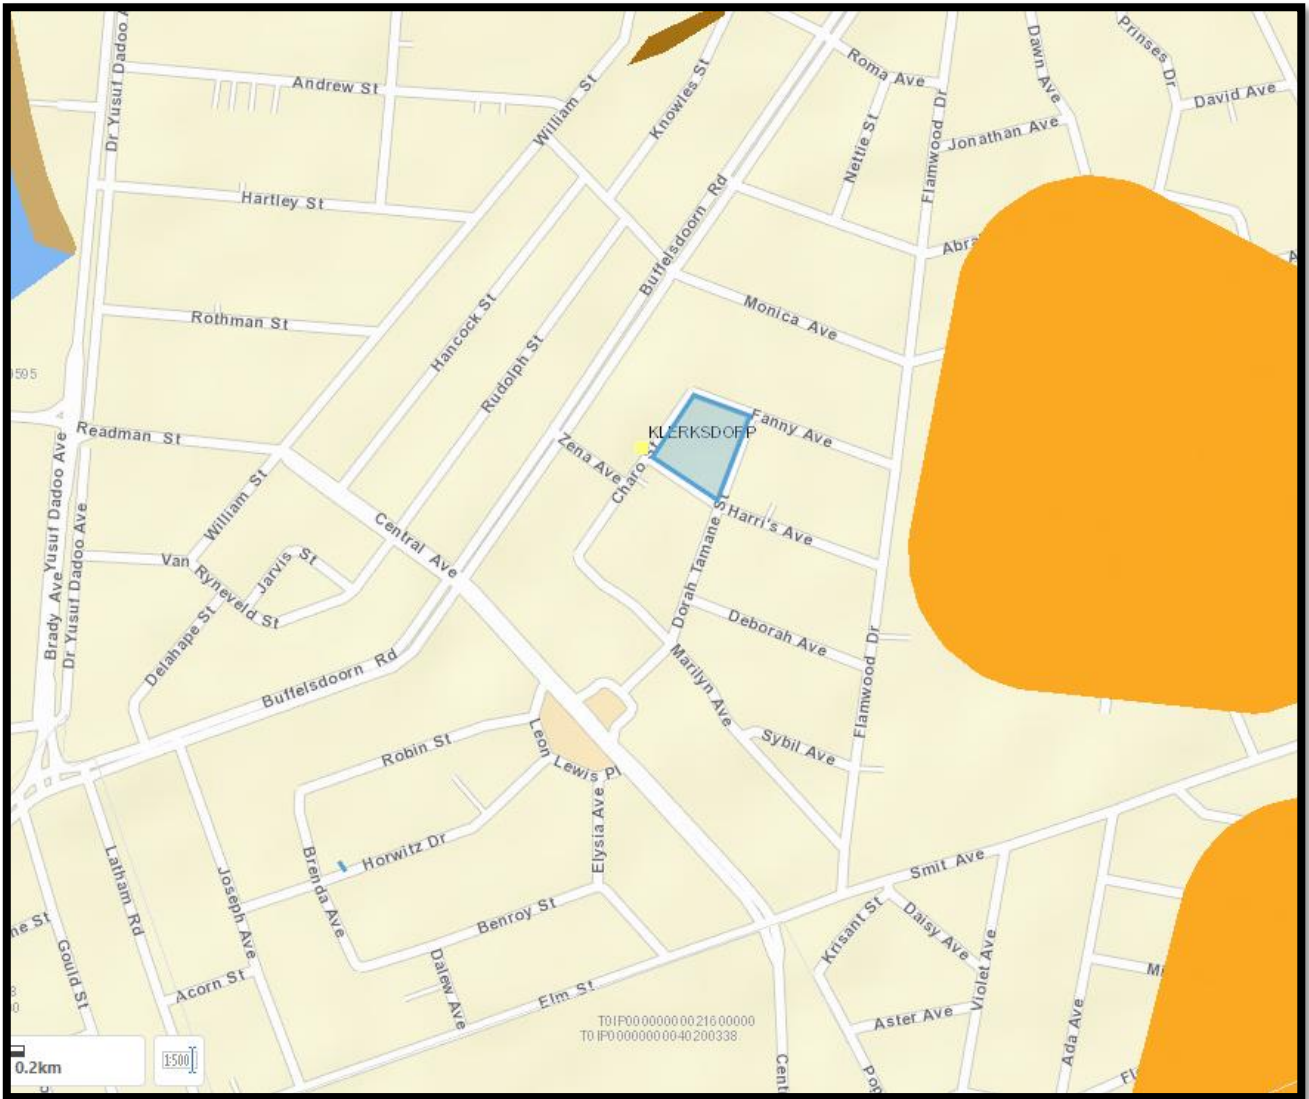 Dr Yusuf Dadoo
Andrew St
William St
Knowles St
Roma Ave
Dawn Ave
Prinses Dr
David Ave
Nettie St
Flamwood Dr
Jonathan Ave
Hartley St
Buffelsdoorn Rd
Rothman St
Hancock St
Rudolph St
Monica Ave
Readman St
KLERKSDORP
Fanny Ave
Zena Ave
Charo St
Harris Ave
William St
Central Ave
Brady Ave
Yusuf Dadoo Ave
Dr Yusuf Dadoo Ave
Van Ryneveld St
Jarvis St
Delahape St
Dorah Tamane St
Deborah Ave
Marilyn Ave
Flamwood Dr
Buffelsdoorn Rd
Robin St
Leon Lewis Pl
Sybil Ave
Elysia Ave
Horwitz Dr
Brenda Ave
Smit Ave
Latham Rd
Joseph Ave
Benroy St
Krisant St
Daisy Ave
Violet Ave
Gould St
Acorn St
Dalew Ave
Elm St
Aster Ave
Ada Ave
T0IP00000000021600000
T0IP00000000040200338
0.2km
1:500